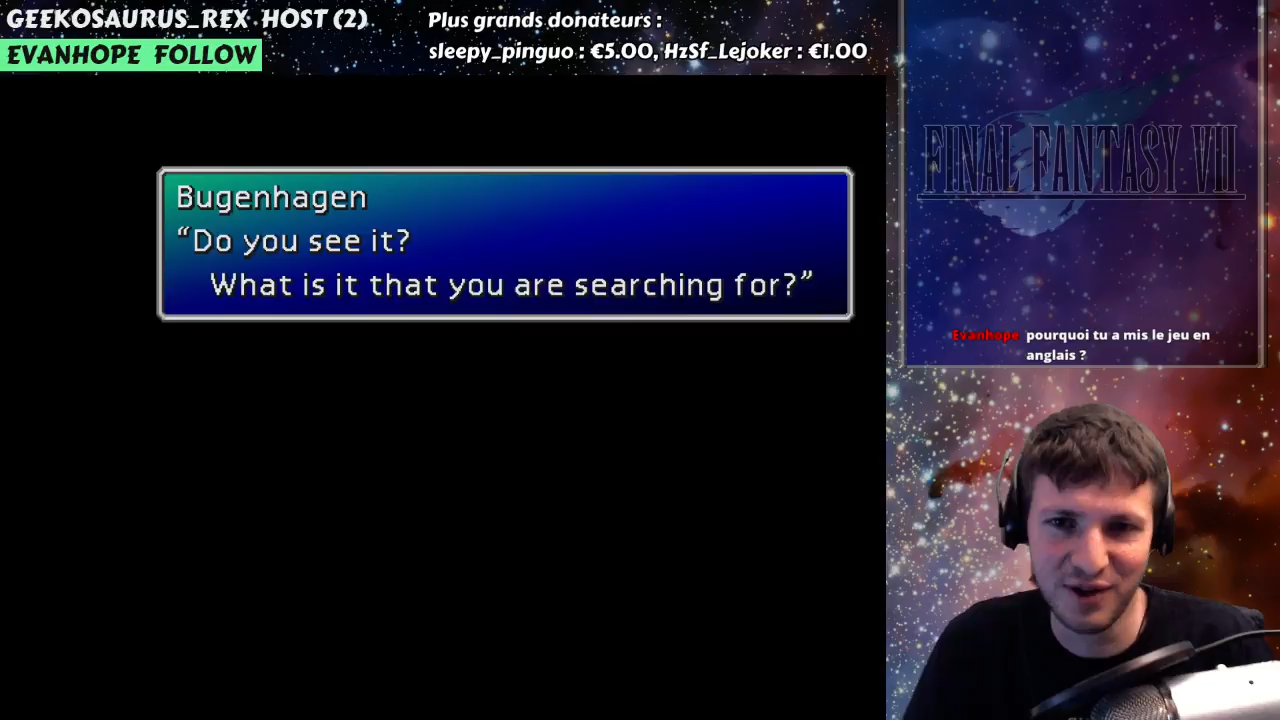 GEEKOSAURUS_REX HOST (2)
EVANHOPE FOLLOW
Plus grands donateurs :
sleepy_pinguo : €5.00, HzSf_Lejoker : €1.00
Bugenhagen
“Do you see it?
What is it that you are searching for?”
FINAL FANTASY VII
Evanhope pourquoi tu a mis le jeu en
anglais ?